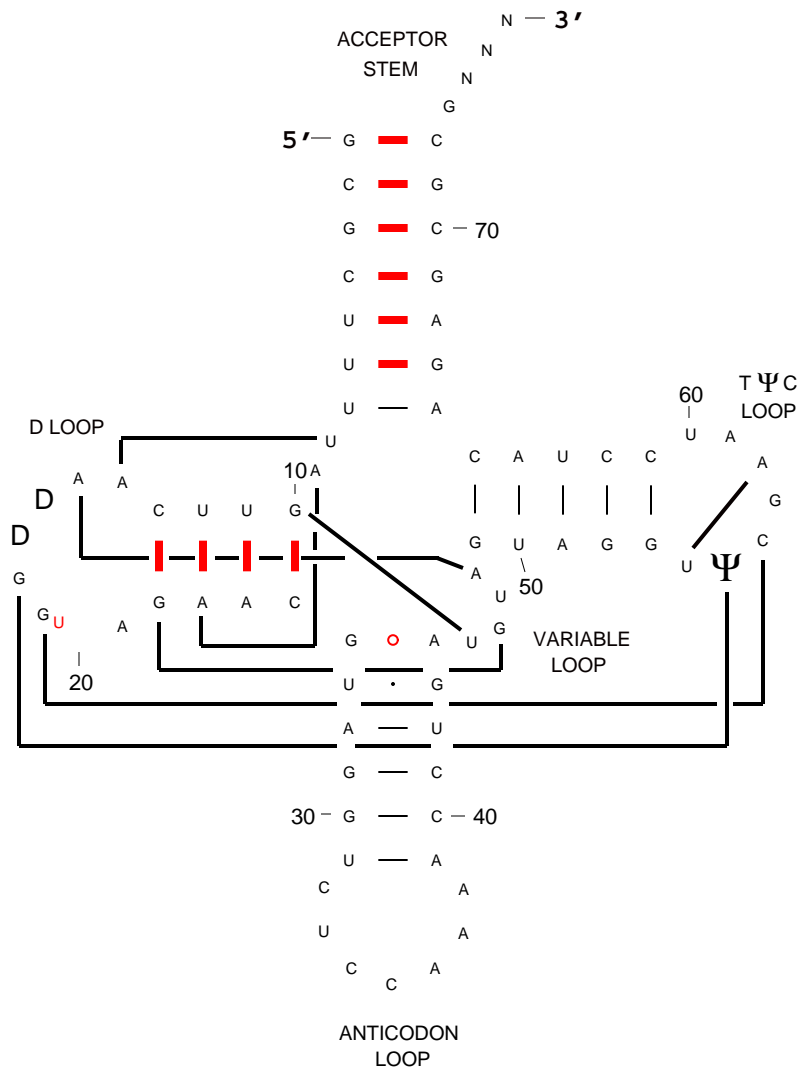 N 3′
ACCEPTOR N
STEM N
G
5′ G C
C G
G C 70
C G
U A
U G
T Ψ C
60
U A LOOP
D LOOP U U A
10 A C A U C C A
A A
D G
C U U G
D G U A G G U C
A Ψ
G 50
G A A C U
G U A G A U G VARIABLE
LOOP
20 U G
A U
G C
30 G C 40
U A
C A
U A
C C A
ANTICODON
LOOP